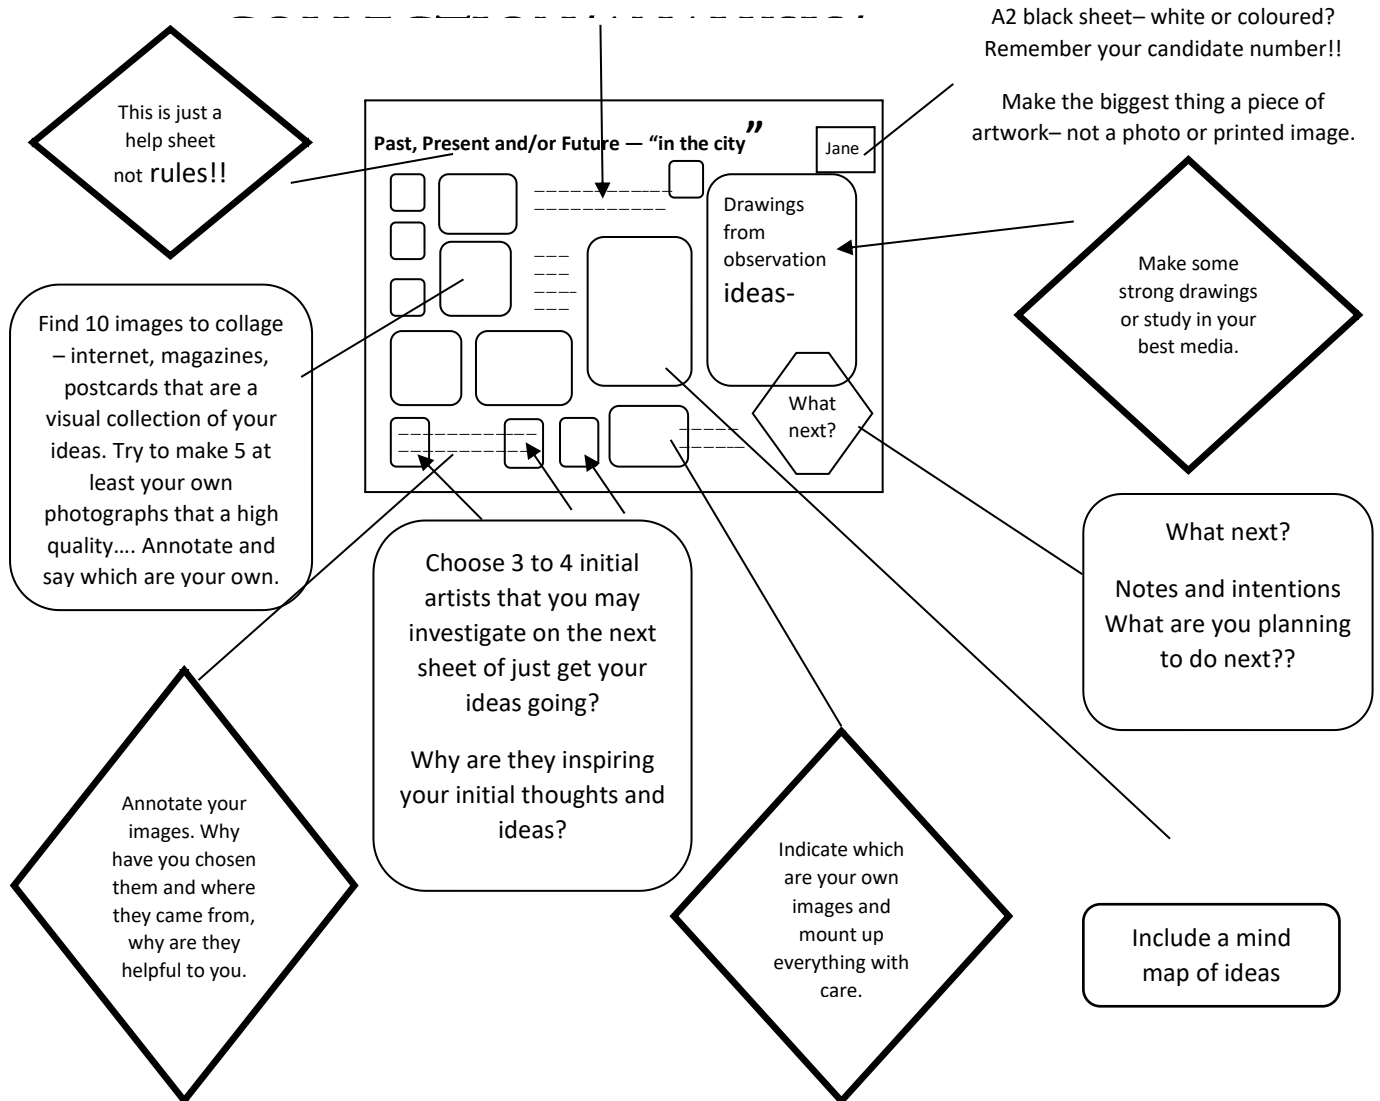 A2 black sheet– white or coloured?
Remember your candidate number!!
Make the biggest thing a piece of
artwork– not a photo or printed image.
This is just a
help sheet
not rules!!
Past, Present and/or Future — “in the city”
Jane
Drawings
from
observation
ideas-
Make some
strong drawings
or study in your
best media.
Find 10 images to collage
– internet, magazines,
postcards that are a
visual collection of your
ideas. Try to make 5 at
least your own
photographs that a high
quality.... Annotate and
say which are your own.
What
next?
What next?
Notes and intentions
What are you planning
to do next??
Choose 3 to 4 initial
artists that you may
investigate on the next
sheet of just get your
ideas going?
Why are they inspiring
your initial thoughts and
ideas?
Annotate your
images. Why
have you chosen
them and where
they came from,
why are they
helpful to you.
Indicate which
are your own
images and
mount up
everything with
care.
Include a mind
map of ideas